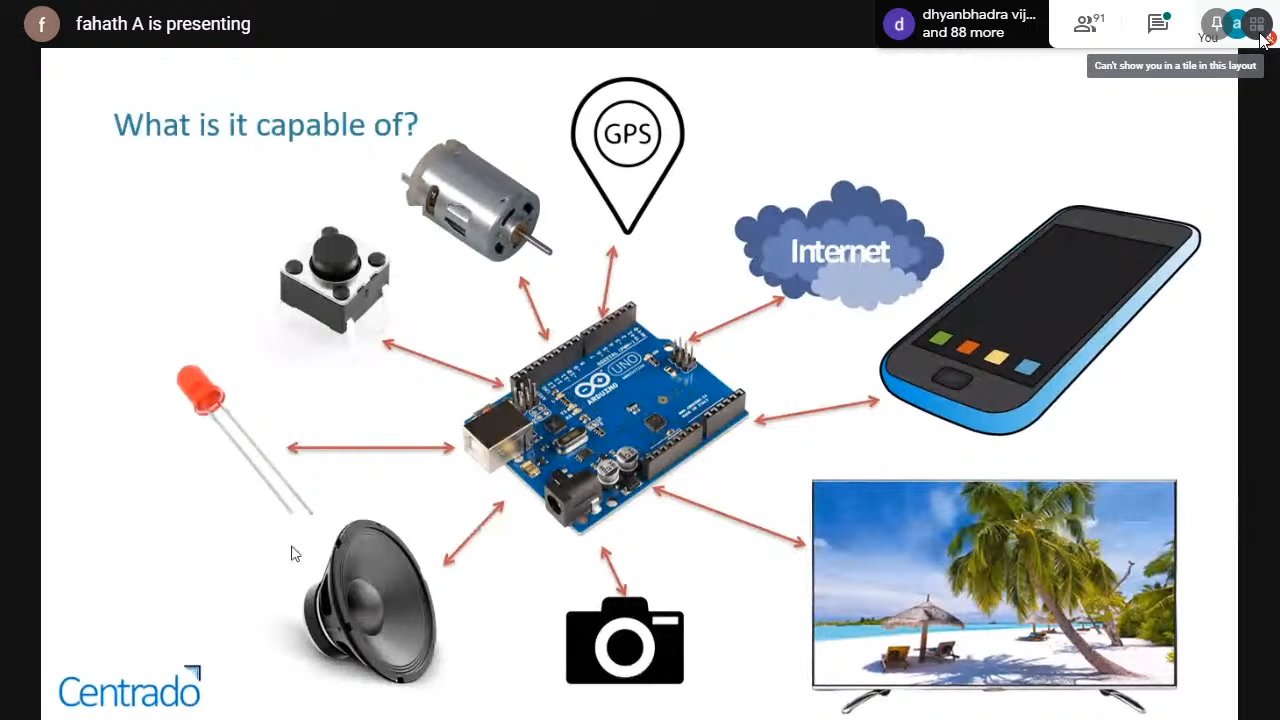 f
fahath A is presenting
d
dhyanbhadra vij...
and 88 more
91
a
You
Can't show you in a tile in this layout
What is it capable of?
GPS
Internet
UNO
ARDUINO
Centrado